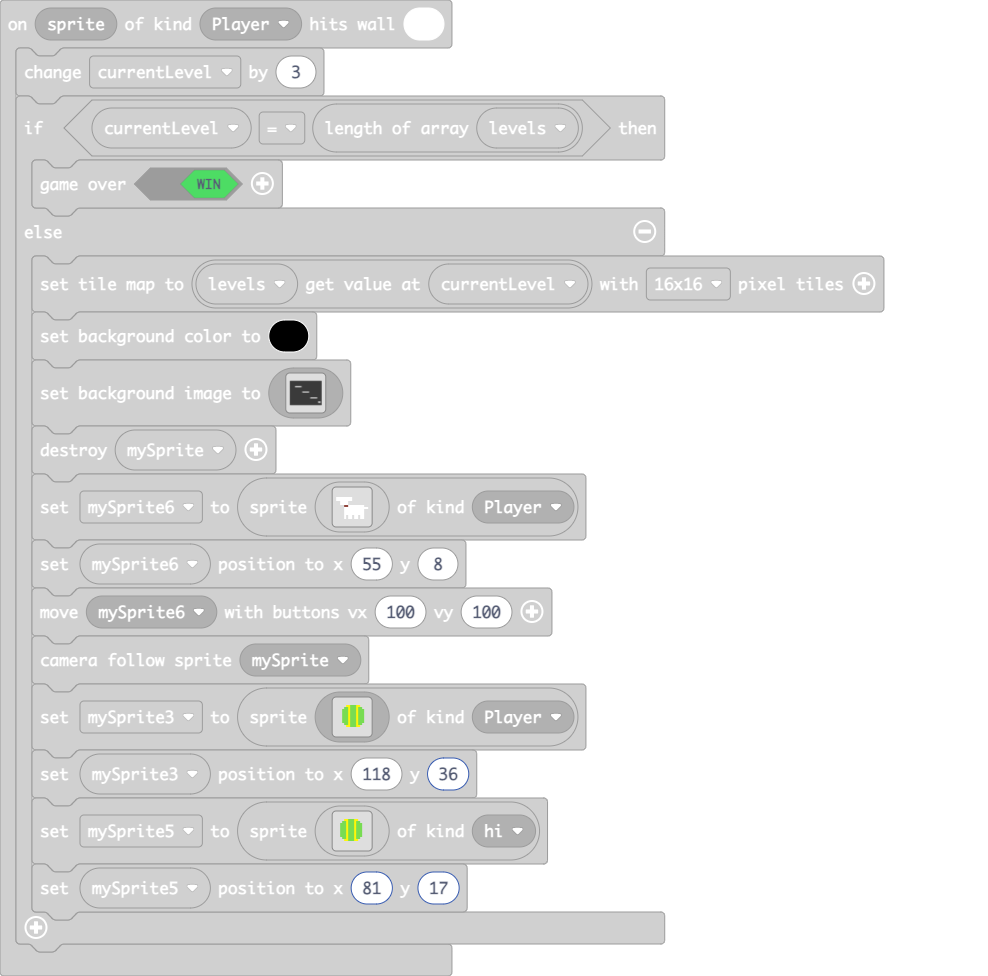 on sprite of kind Player hits wall
change currentLevel by 3
if currentLevel = length of array levels then
game over WIN
else
set tile map to levels get value at currentLevel with 16x16 pixel tiles
set background color to
set background image to
destroy mySprite
set mySprite6 to sprite of kind Player
set mySprite6 position to x 55 y 8
move mySprite6 with buttons vx 100 vy 100
camera follow sprite mySprite
set mySprite3 to sprite of kind Player
set mySprite3 position to x 118 y 36
set mySprite5 to sprite of kind hi
set mySprite5 position to x 81 y 17